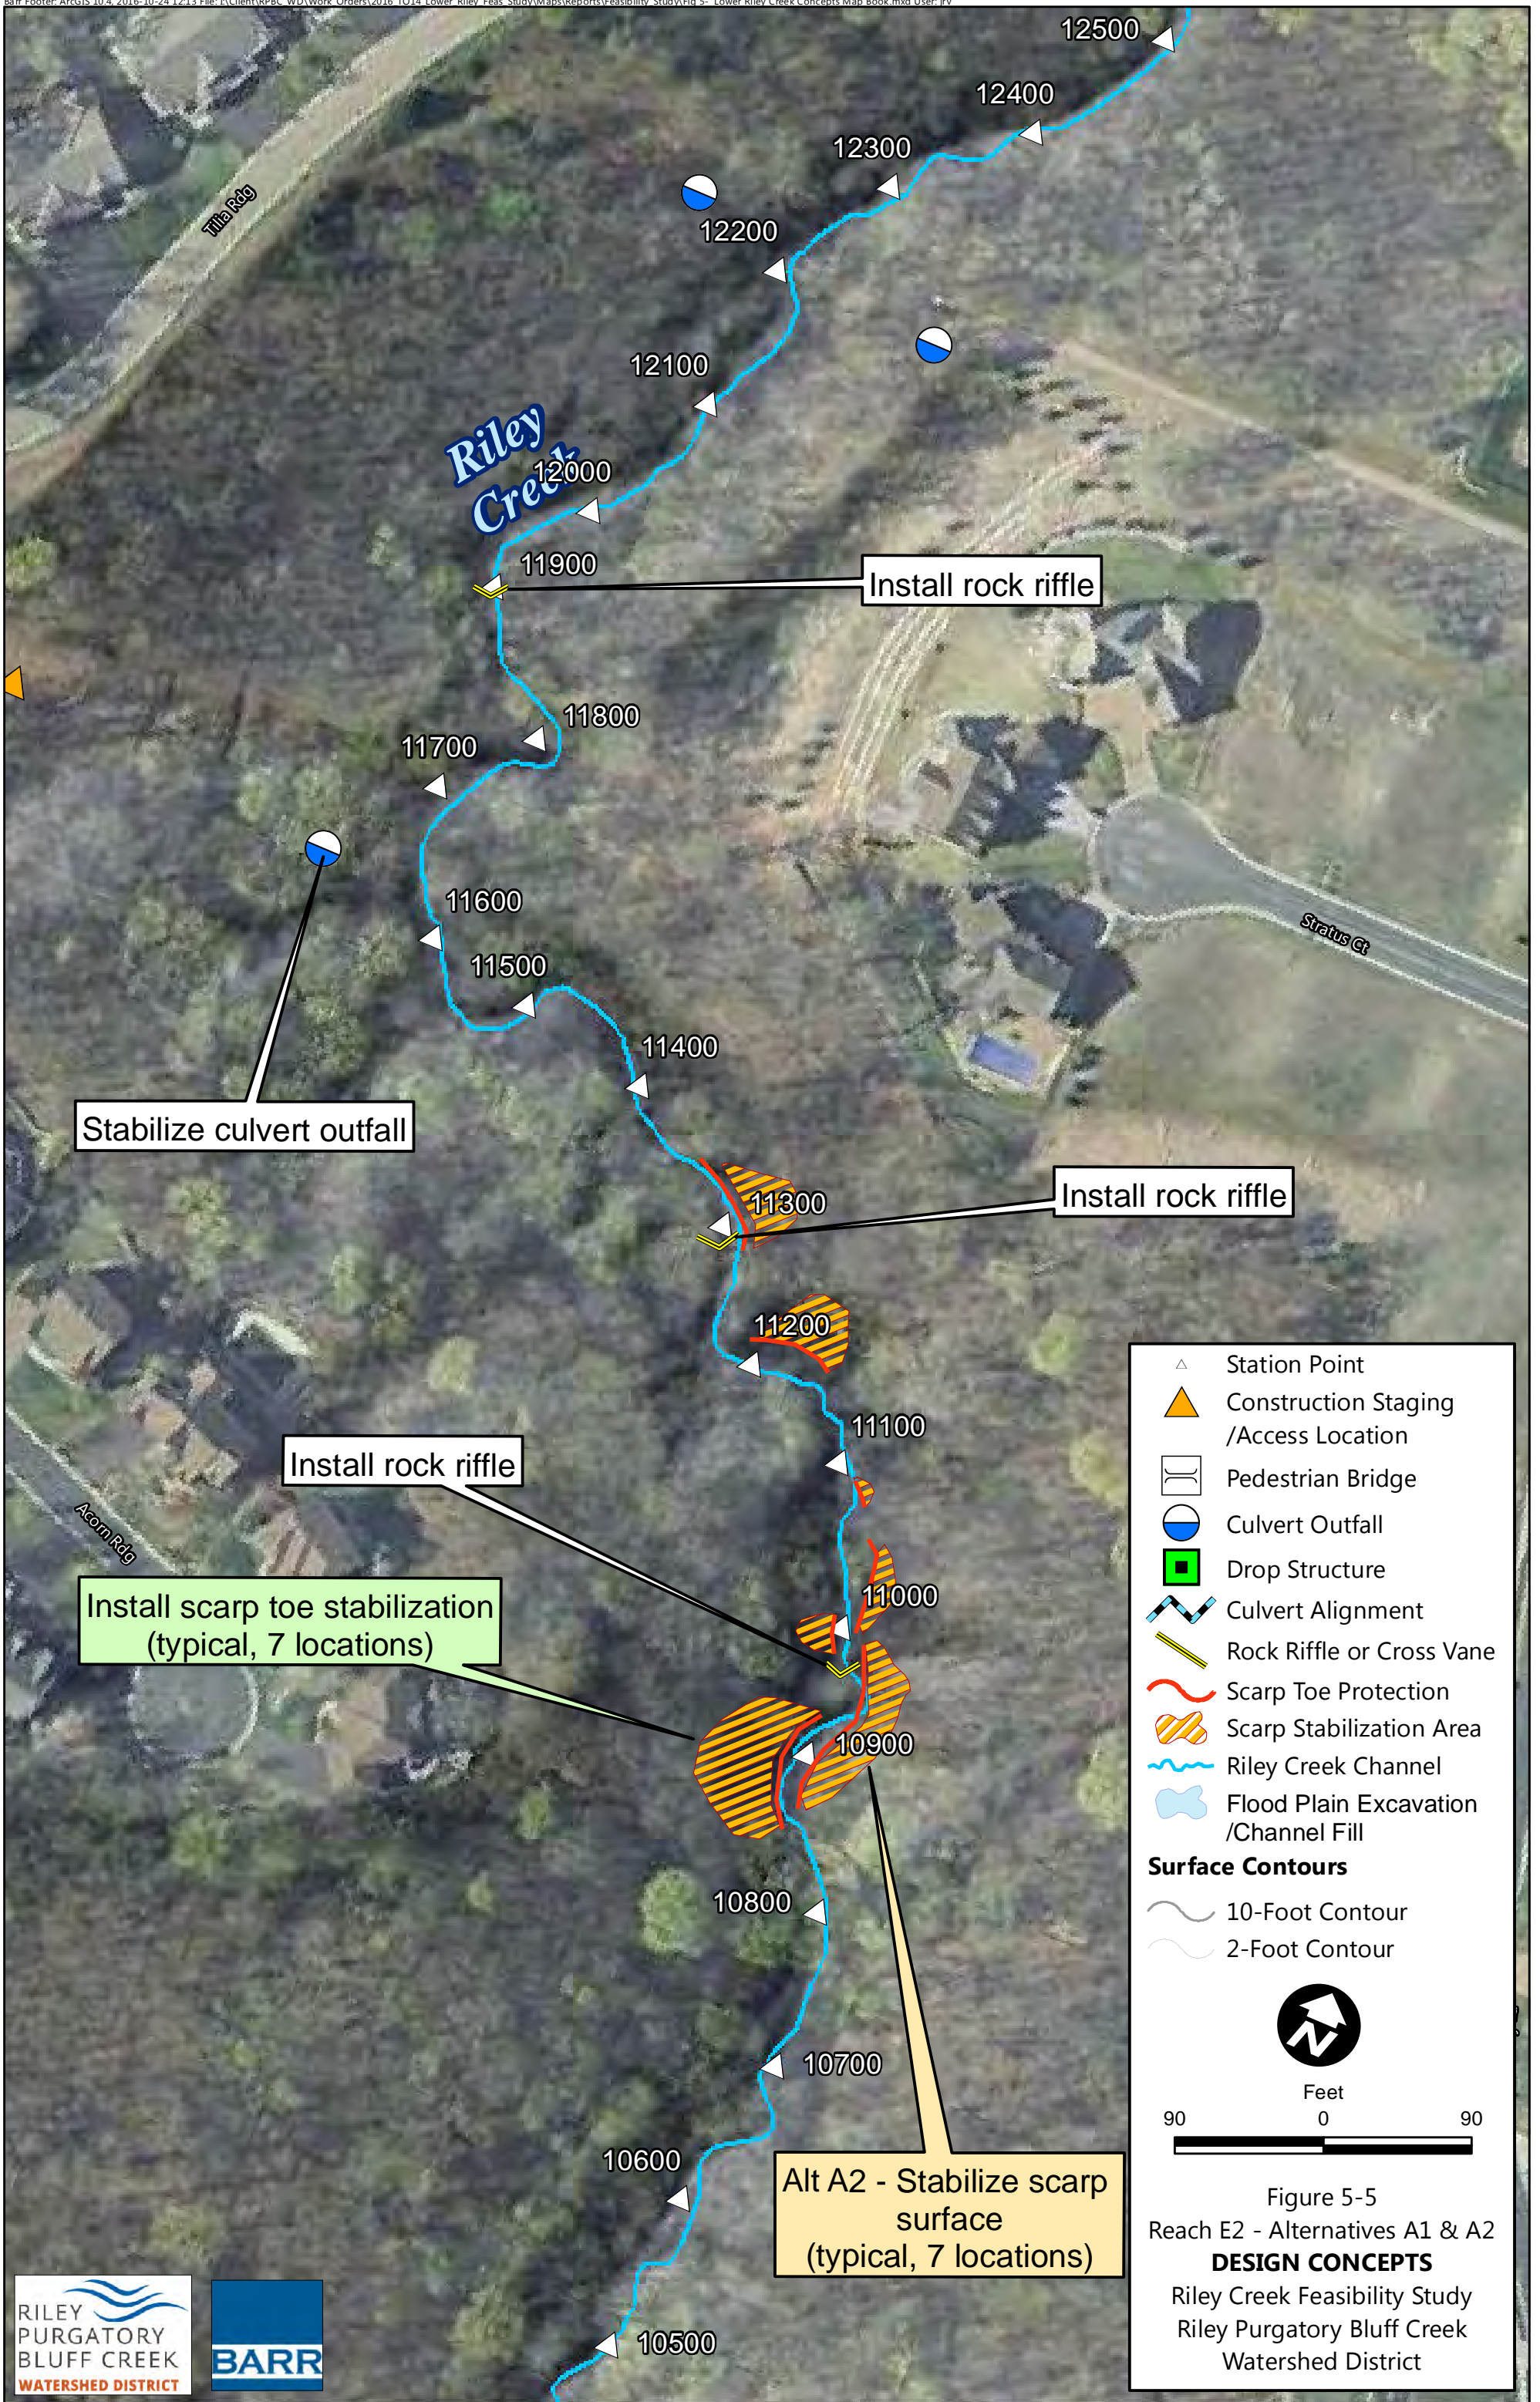 Barr Footer: ArcGIS 10.4, 2016-10-24 12:13 File: I:\Client\RPBC_WD\Work_Orders\2016_TO14_Lower_Riley_Feas_Study\Maps\Reports\Feasibility_Study\Fig 5- Lower Riley Creek Concepts Map Book.mxd User: jrv
12500
12400
12300
Tilia Rdg
12200
12100
Riley
Creek
12000
11900
Install rock riffle
11800
11700
11600
Stratus Ct
11500
11400
Stabilize culvert outfall
Install rock riffle
11300
11200
11100
Install rock riffle
Acorn Rdg
11000
Install scarp toe stabilization
(typical, 7 locations)
10900
10800
10700
10600
Alt A2 - Stabilize scarp
surface
(typical, 7 locations)
10500
Station Point
Construction Staging
/Access Location
Pedestrian Bridge
Culvert Outfall
Drop Structure
Culvert Alignment
Rock Riffle or Cross Vane
Scarp Toe Protection
Scarp Stabilization Area
Riley Creek Channel
Flood Plain Excavation
/Channel Fill
Surface Contours
10-Foot Contour
2-Foot Contour
N
Feet
90 0 90
Figure 5-5
Reach E2 - Alternatives A1 & A2
DESIGN CONCEPTS
Riley Creek Feasibility Study
Riley Purgatory Bluff Creek
Watershed District
RILEY
PURGATORY
BLUFF CREEK
WATERSHED DISTRICT
BARR